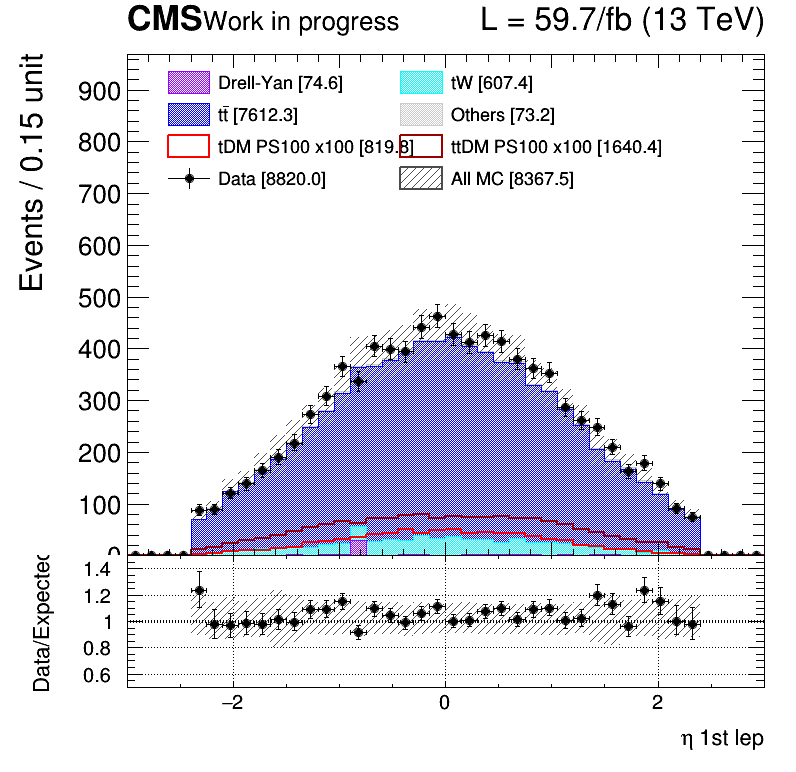 CMS Work in progress L = 59.7/fb (13 TeV)
Events / 0.15 unit
900
800
700
600
500
400
300
200
100
0
Drell-Yan [74.6] tW [607.4]
tt̄ [7612.3] Others [73.2]
tDM PS100 x100 [819.8] ttDM PS100 x100 [1640.4]
Data [8820.0] All MC [8367.5]
Data/Expected
1.4
1.2
1
0.8
0.6
−2 0 2
η 1st lep